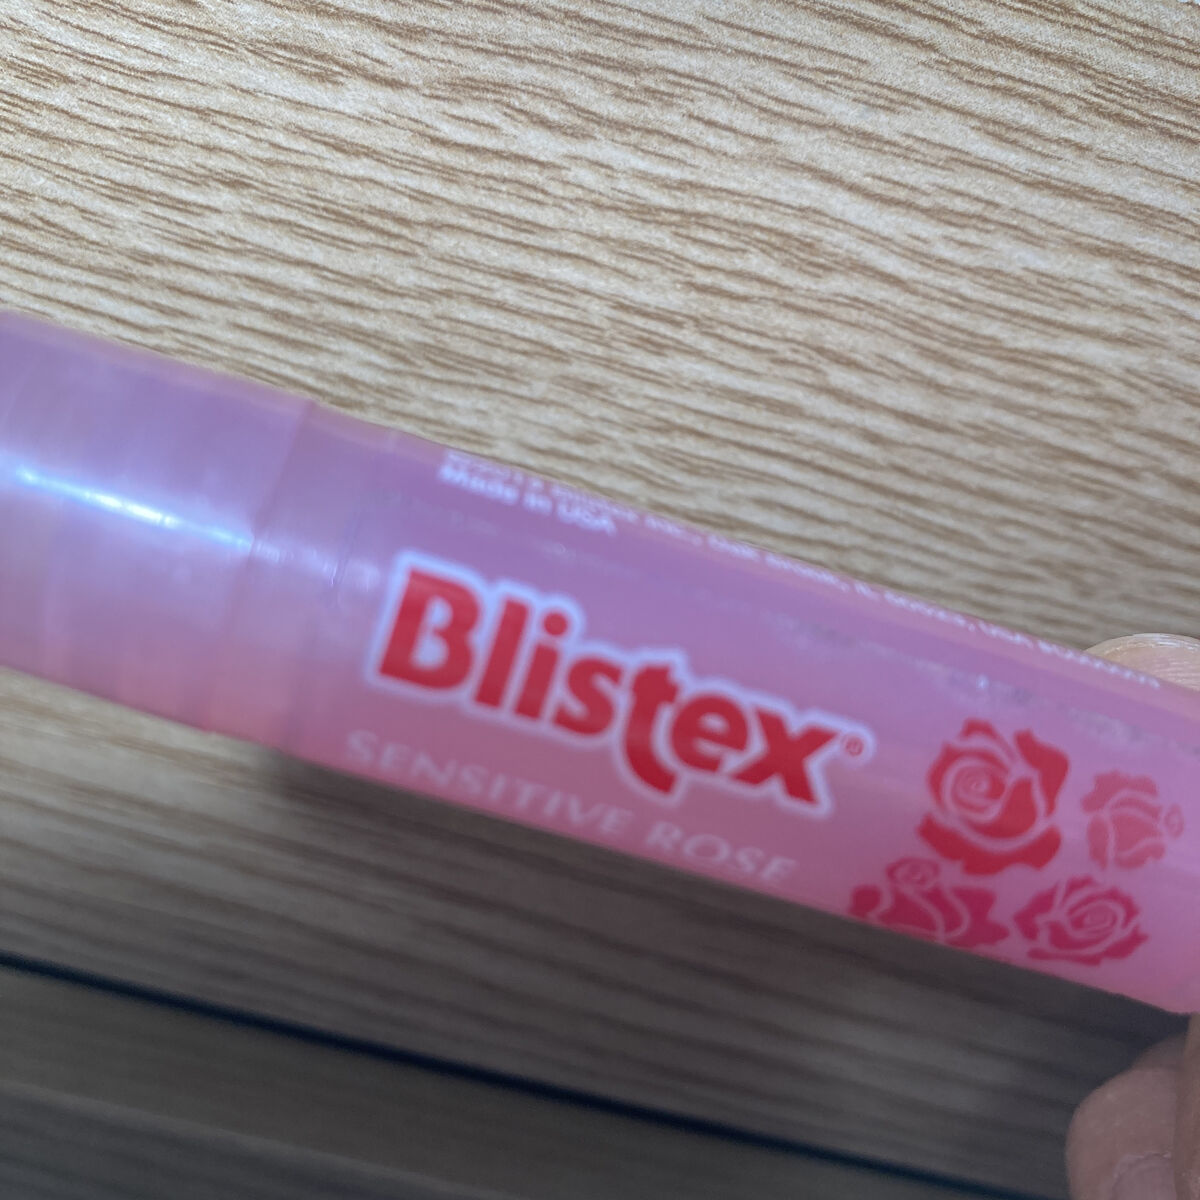 Made in USA
Blistex®
SENSITIVE ROSE